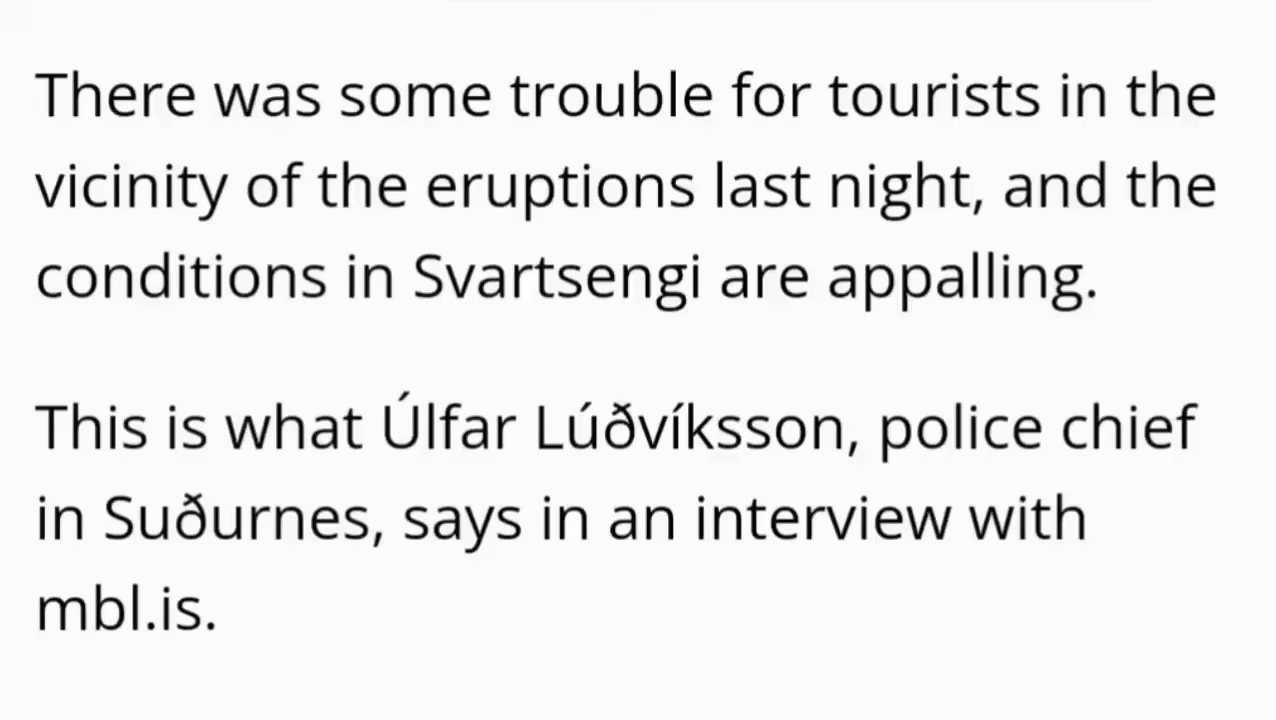 There was some trouble for tourists in the
vicinity of the eruptions last night, and the
conditions in Svartsengi are appalling.
This is what Úlfar Lúðvíksson, police chief
in Suðurnes, says in an interview with
mbl.is.